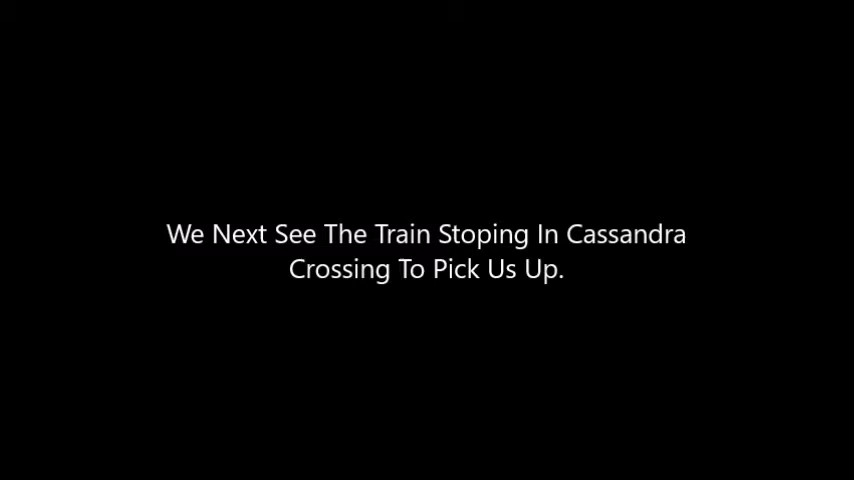 We Next See The Train Stoping In Cassandra
Crossing To Pick Us Up.